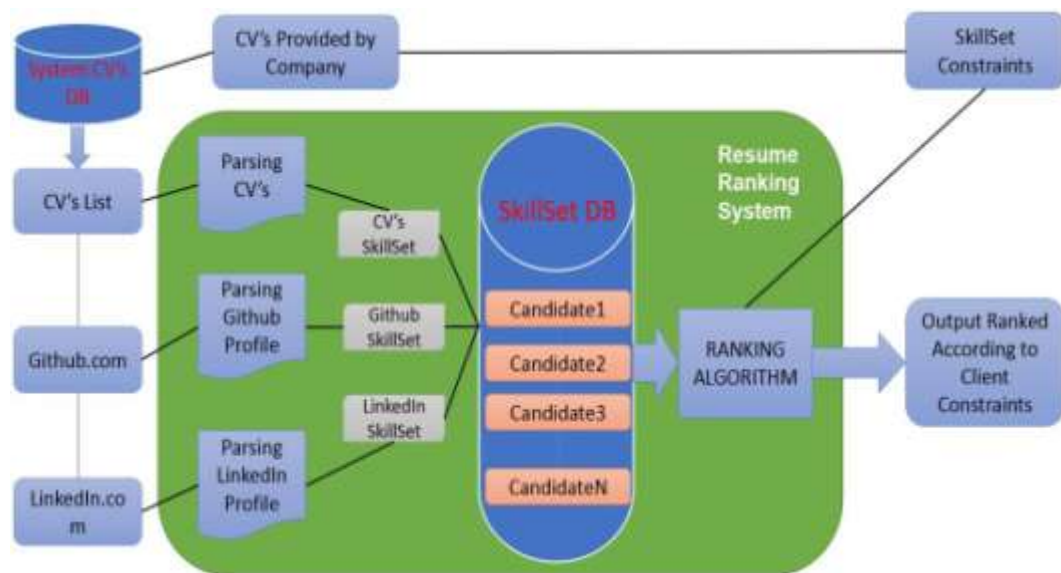 System CV's
DB
CV's Provided by
Company
SkillSet
Constraints
CV's List
Parsing
CV's
CV's
SkillSet
SkillSet DB
Resume
Ranking
System
Github.com
Parsing
Github
Profile
Github
SkillSet
Candidate1
Candidate2
Candidate3
CandidateN
RANKING
ALGORITHM
Output Ranked
According to
Client
Constraints
LinkedIn.co
m
Parsing
LinkedIn
Profile
LinkedIn
SkillSet